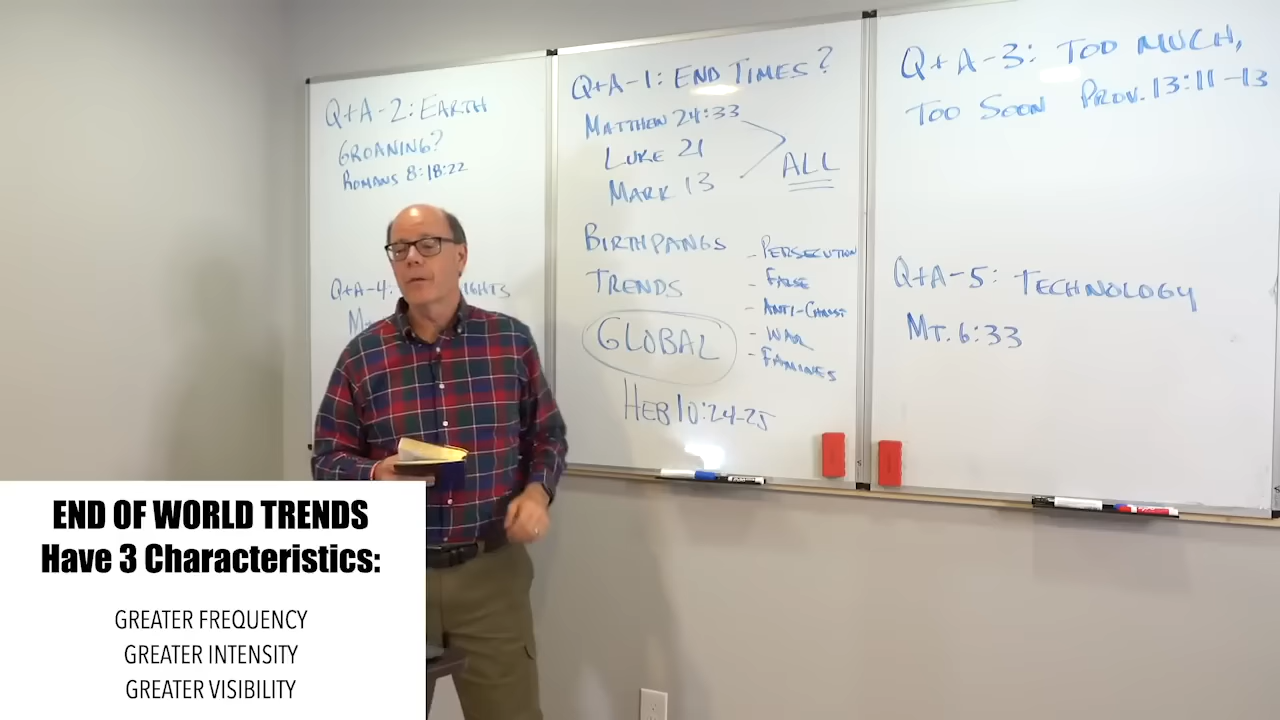 Q+A-2: EARTH
GROANING?
ROMANS 8:18:22
Q+A-4:
IGHTS
Q+A-1: END TIMES?
MATTHEW 24:33
LUKE 21
MARK 13
ALL
BIRTHPANGS
TRENDS
GLOBAL
HEB 10:24-25
- PERSECUTION
- FALSE
- ANTI-CHRIST
- WAR
- FAMINES
Q+A-3: TOO MUCH,
TOO SOON PROV. 13:11-13
Q+A-5: TECHNOLOGY
MT. 6:33
END OF WORLD TRENDS
Have 3 Characteristics:
GREATER FREQUENCY
GREATER INTENSITY
GREATER VISIBILITY